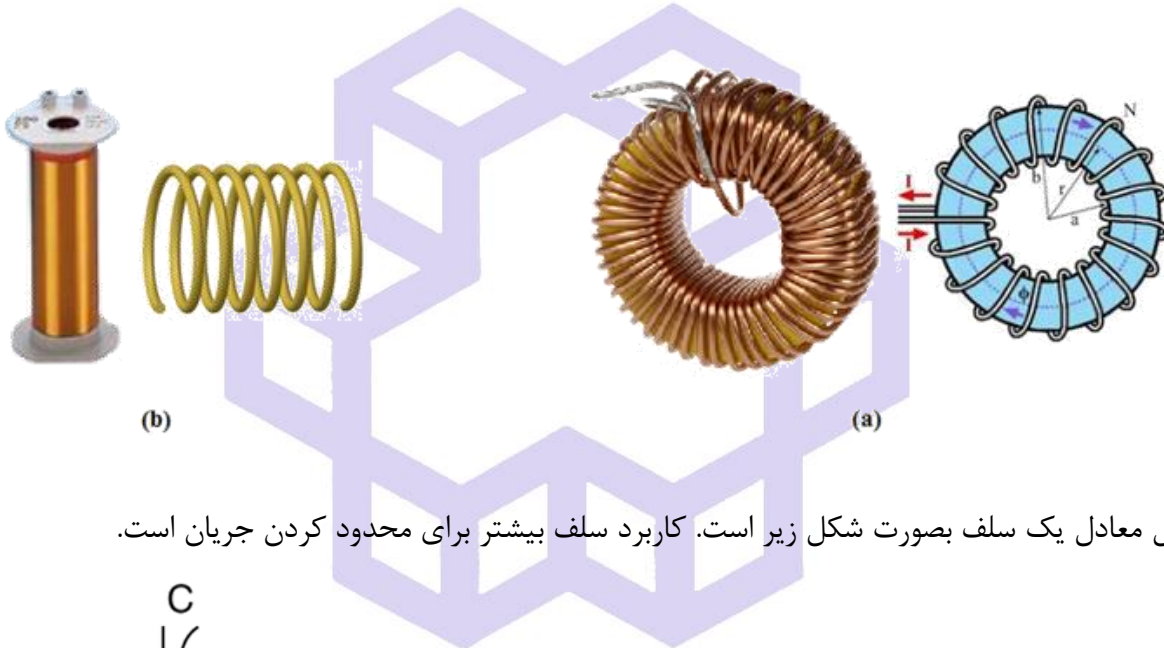 N
I
b
r
a
I
Φ
(b)
(a)
معادل یک سلف بصورت شکل زیر است. کاربرد سلف بیشتر برای محدود کردن جریان است.
C